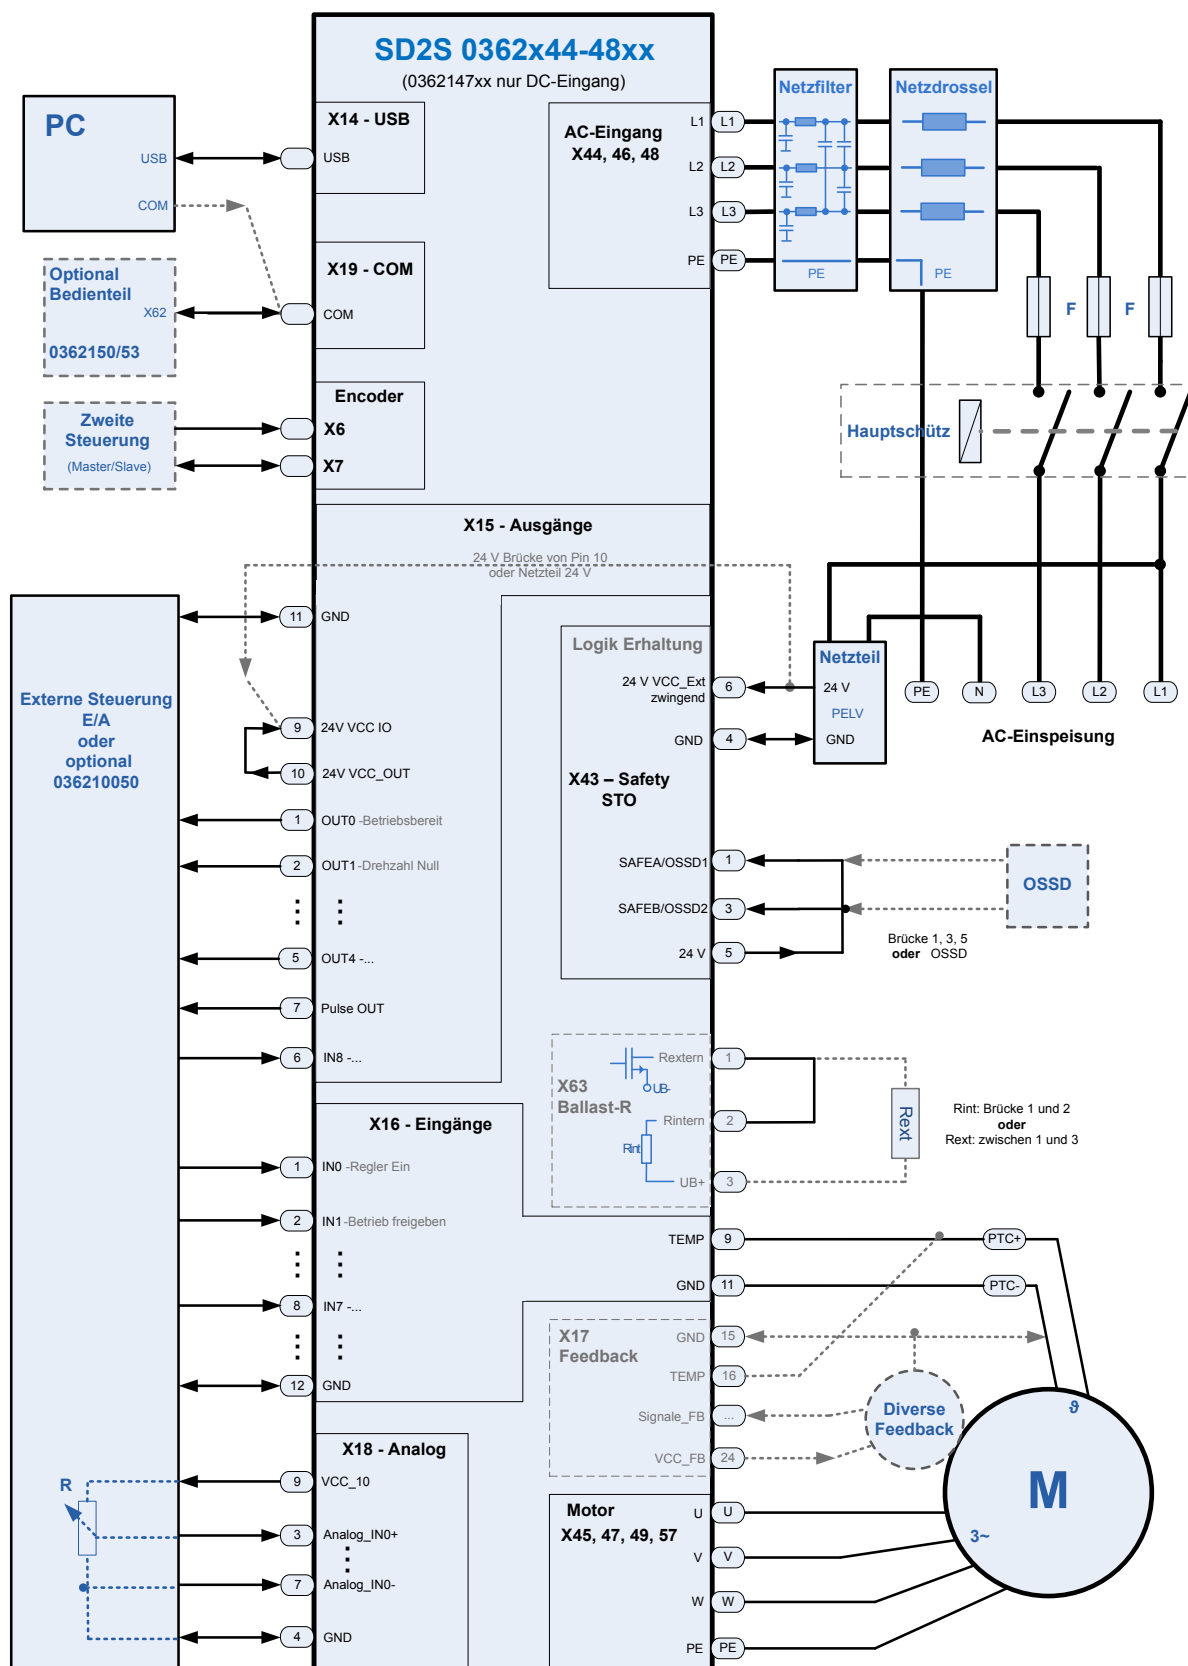 SD2S 0362x44-48xx
(0362147xx nur DC-Eingang)
PC
USB
COM
X14 - USB
USB
Optional
Bedienteil
X62
0362150/53
X19 - COM
COM
Zweite
Steuerung
(Master/Slave)
Encoder
X6
X7
AC-Eingang
X44, 46, 48
L1
L1
L2
L2
L3
L3
PE
PE
Netzfilter
PE
Netzdrossel
PE
F
F
Hauptschütz
X15 - Ausgänge
24 V Brücke von Pin 10
oder Netzteil 24 V
Externe Steuerung
E/A
oder
optional
036210050
11
GND
9
24V VCC IO
10
24V VCC_OUT
1
OUT0 -Betriebsbereit
2
OUT1 -Drehzahl Null
5
OUT4 -...
7
Pulse OUT
6
IN8 -...
Logik Erhaltung
24 V VCC_Ext
zwingend
6
GND
4
X43 – Safety
STO
SAFEA/OSSD1
1
SAFEB/OSSD2
3
24 V
5
Netzteil
24 V
PELV
GND
PE
N
L3
L2
L1
AC-Einspeisung
OSSD
Brücke 1, 3, 5
oder OSSD
X63
Ballast-R
Rextern
1
UB-
Rintern
2
Rint
UB+
3
Rext
Rint: Brücke 1 und 2
oder
Rext: zwischen 1 und 3
X16 - Eingänge
1
IN0 -Regler Ein
2
IN1 -Betrieb freigeben
8
IN7 -...
12
GND
TEMP
9
PTC+
GND
11
PTC-
X17
Feedback
GND
15
TEMP
16
Signale_FB
...
VCC_FB
24
Diverse
Feedback
ϑ
M
3~
X18 - Analog
R
9
VCC_10
3
Analog_IN0+
7
Analog_IN0-
4
GND
Motor
X45, 47, 49, 57
U
U
V
V
W
W
PE
PE